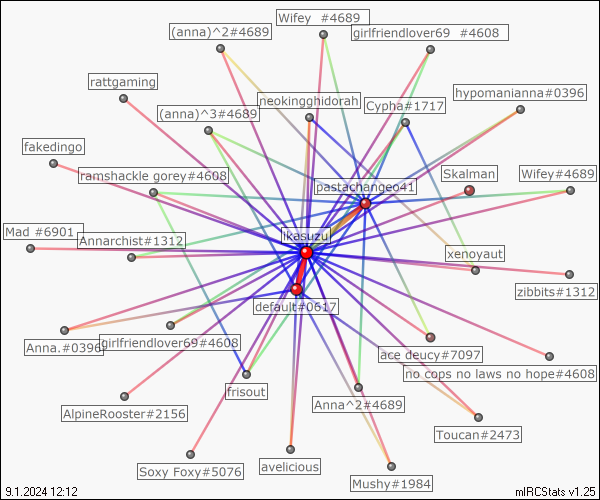 Wifey  #4689
(anna)^2#4689
girlfriendlover69  #4608
rattgaming
hypomanianna#0396
neokingghidorah
Cypha#1717
(anna)^3#4689
fakedingo
ramshackle gorey#4608
Skalman
Wifey#4689
pastachangeo41
Mad #6901
Annarchist#1312
ikasuzu
xenoyaut
zibbits#1312
default#0617
Anna.#0396
girlfriendlover69#4608
ace deucy#7097
no cops no laws no hope#4608
frisout
Anna^2#4689
AlpineRooster#2156
Toucan#2473
Soxy Foxy#5076
avelicious
Mushy#1984
9.1.2024 12:12
mIRCStats v1.25